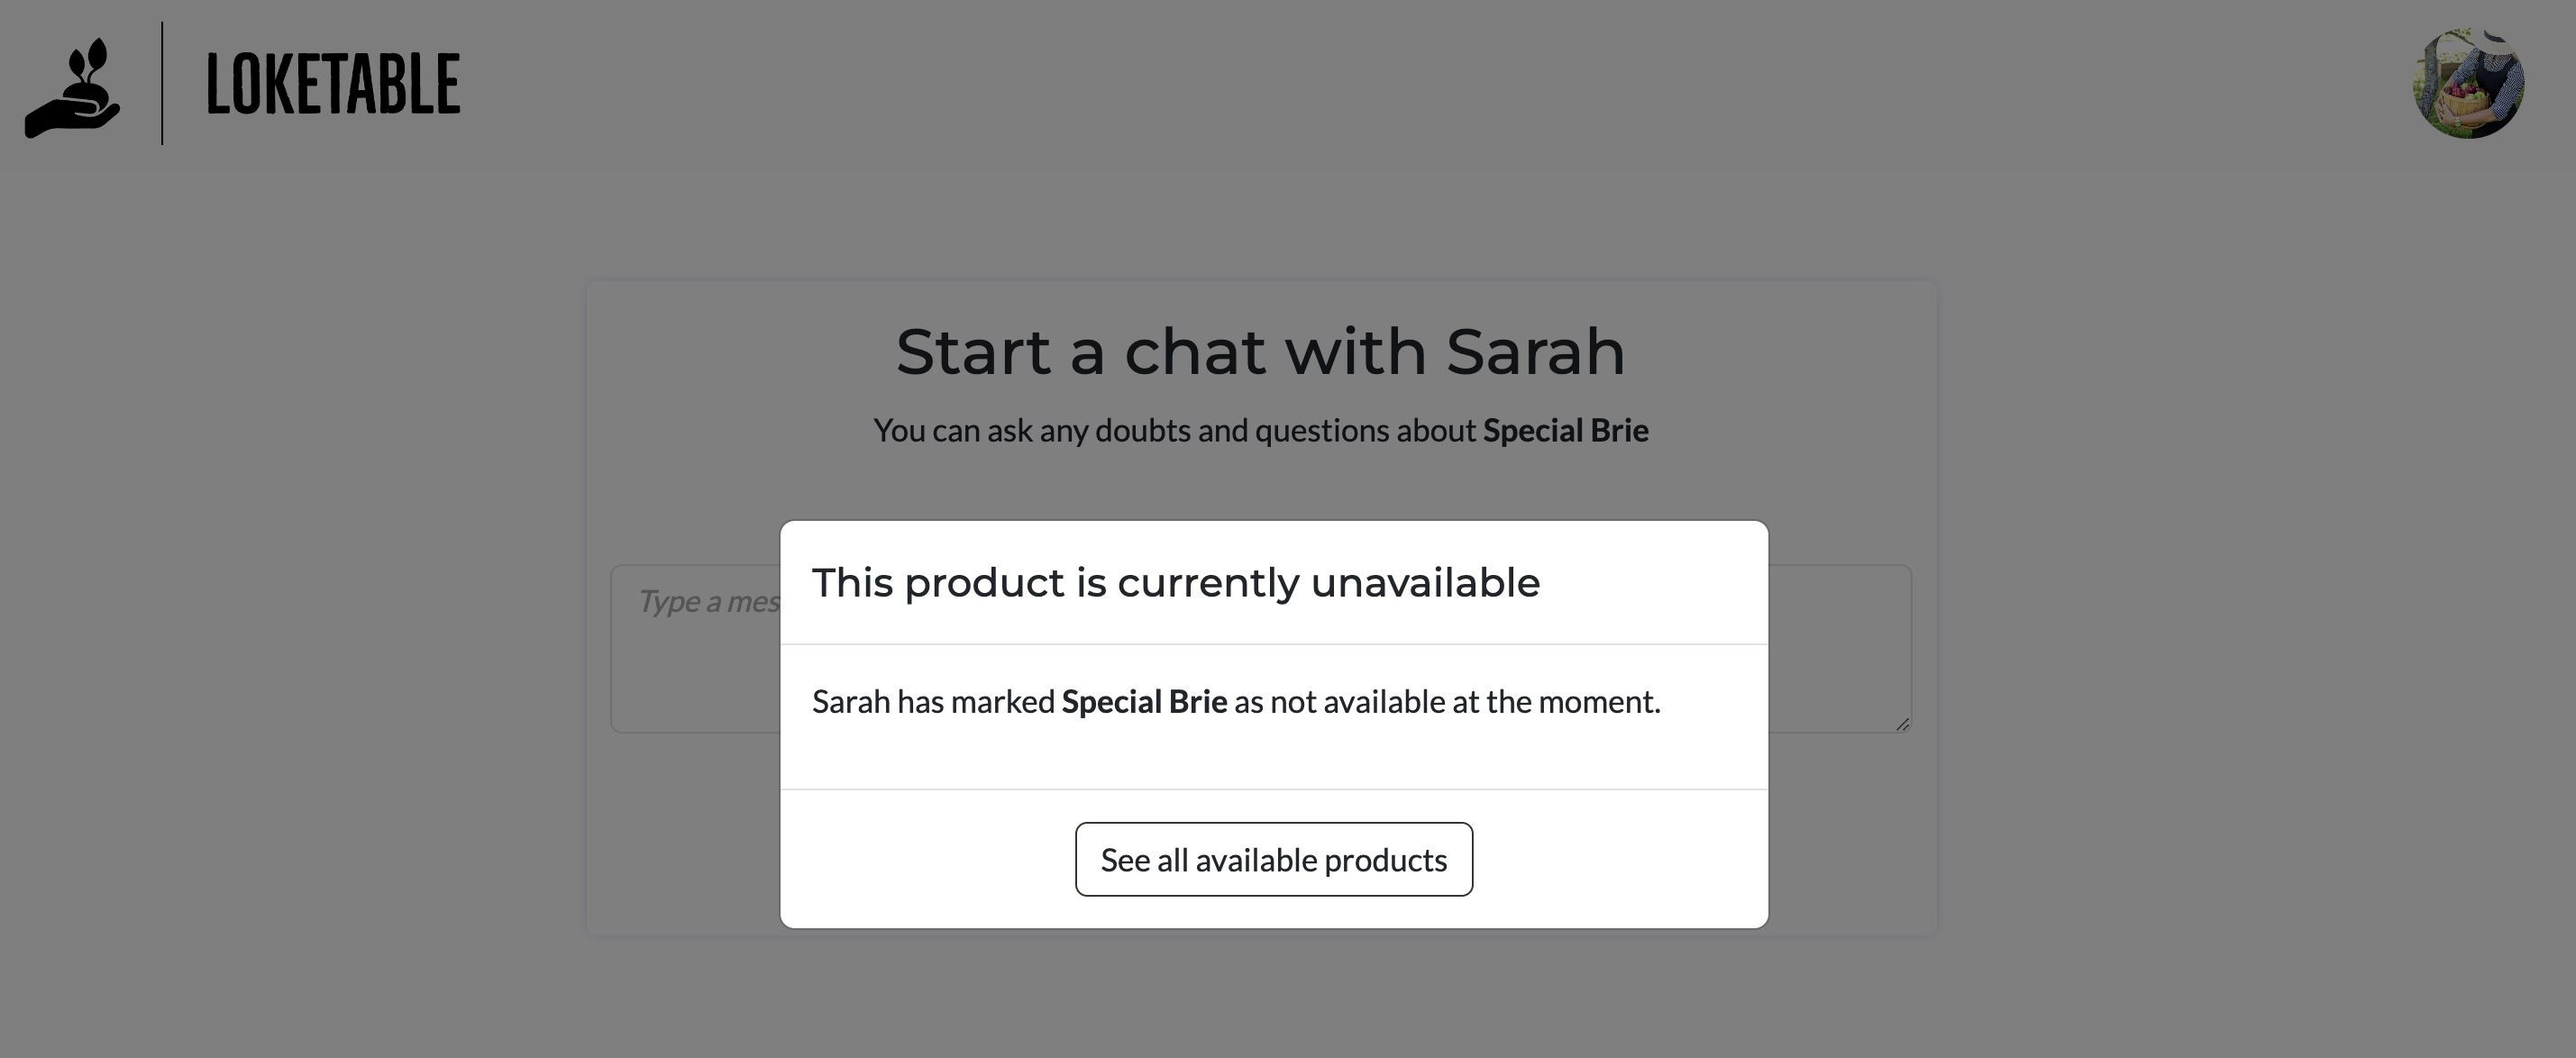 LOKETABLE
Start a chat with Sarah
You can ask any doubts and questions about Special Brie
Type a mes
This product is currently unavailable
Sarah has marked Special Brie as not available at the moment.
See all available products